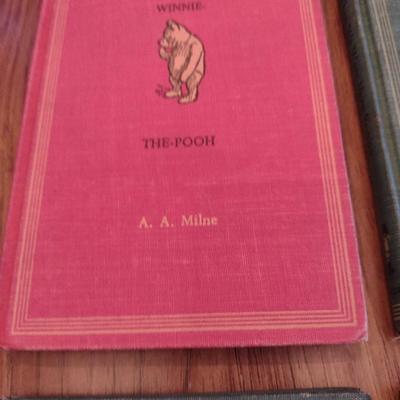 WINNIE-
THE-POOH
A. A. Milne